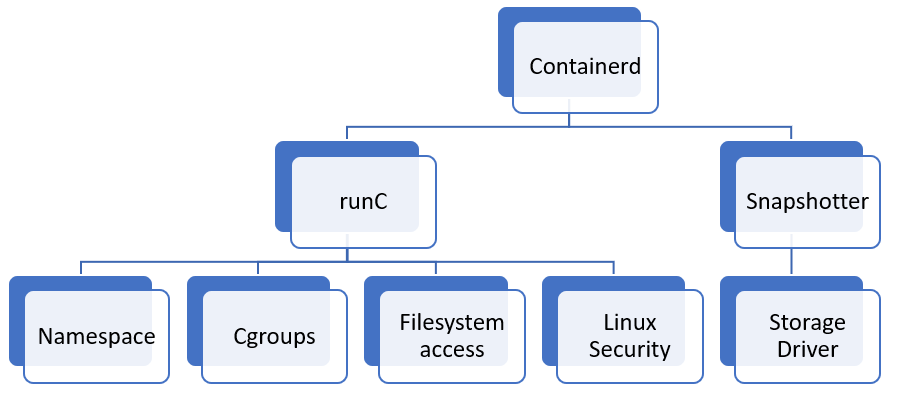 Containerd
runC
Snapshotter
Namespace
Cgroups
Filesystem
access
Linux
Security
Storage
Driver